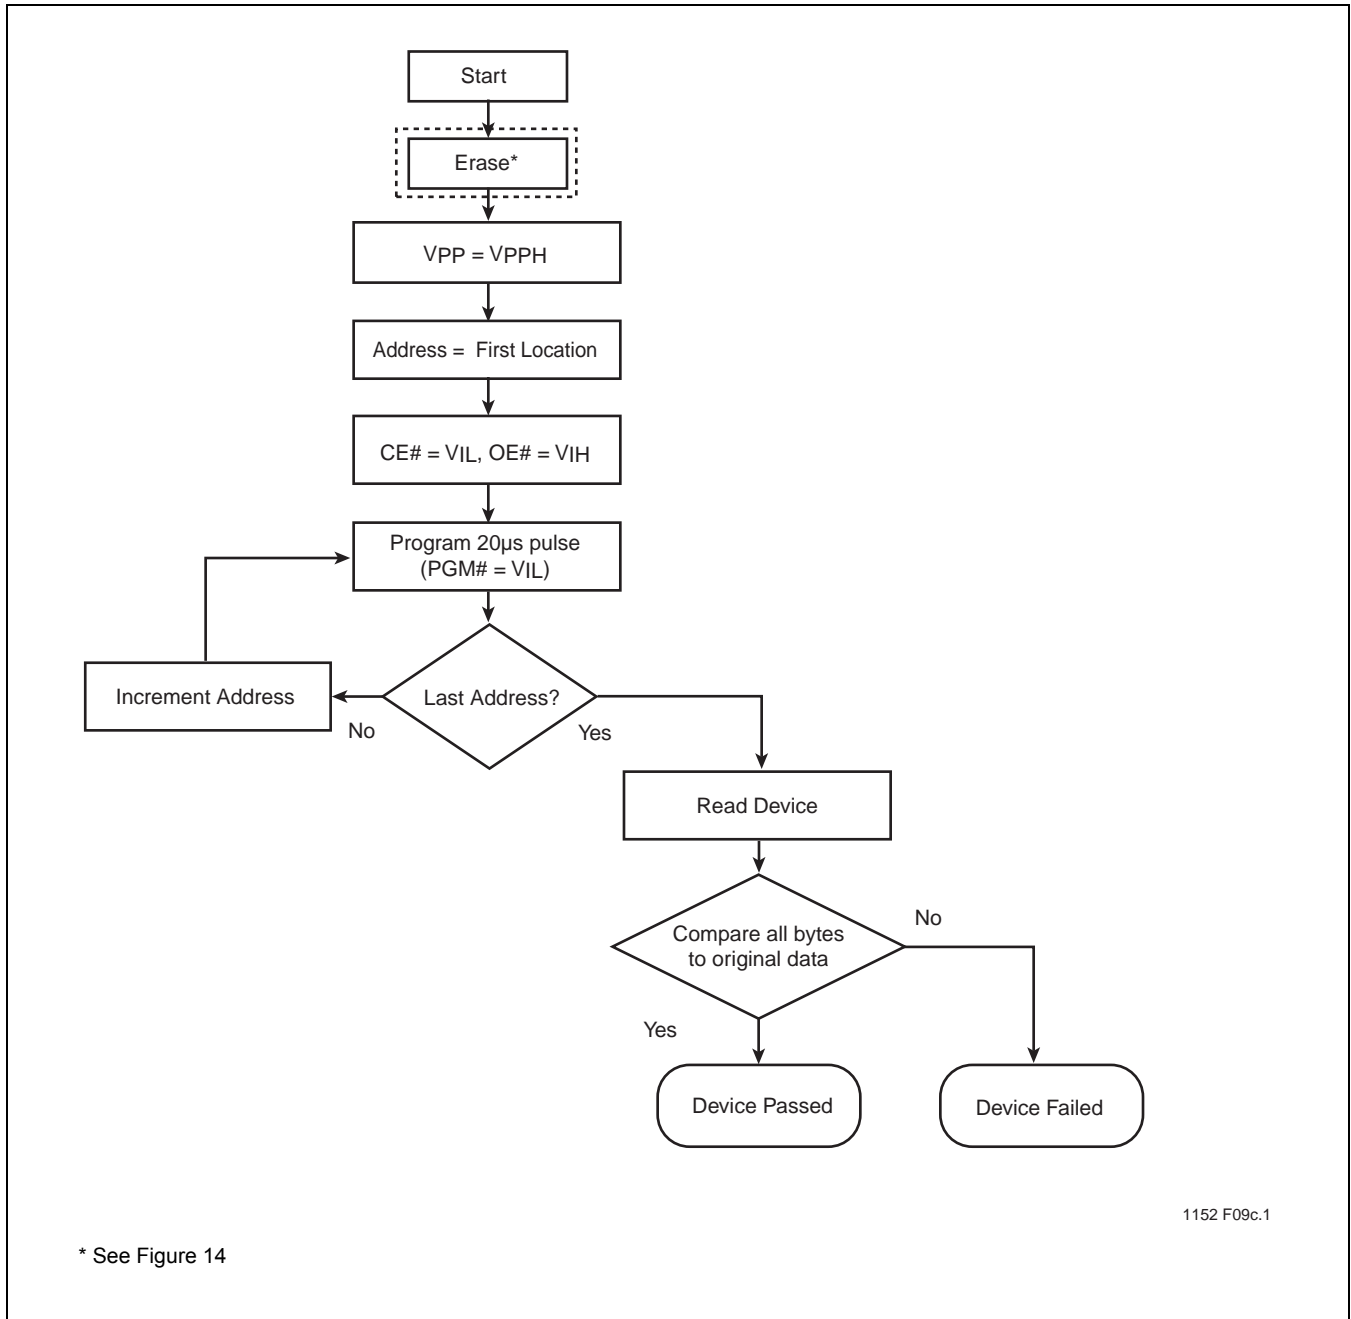 Start
Erase*
VPP = VPPH
Address = First Location
CE# = VIL, OE# = VIH
Program 20µs pulse
(PGM# = VIL)
Last Address?
Increment Address
No
Yes
Read Device
Compare all bytes
to original data
No
Yes
Device Passed
Device Failed
1152 F09c.1
* See Figure 14